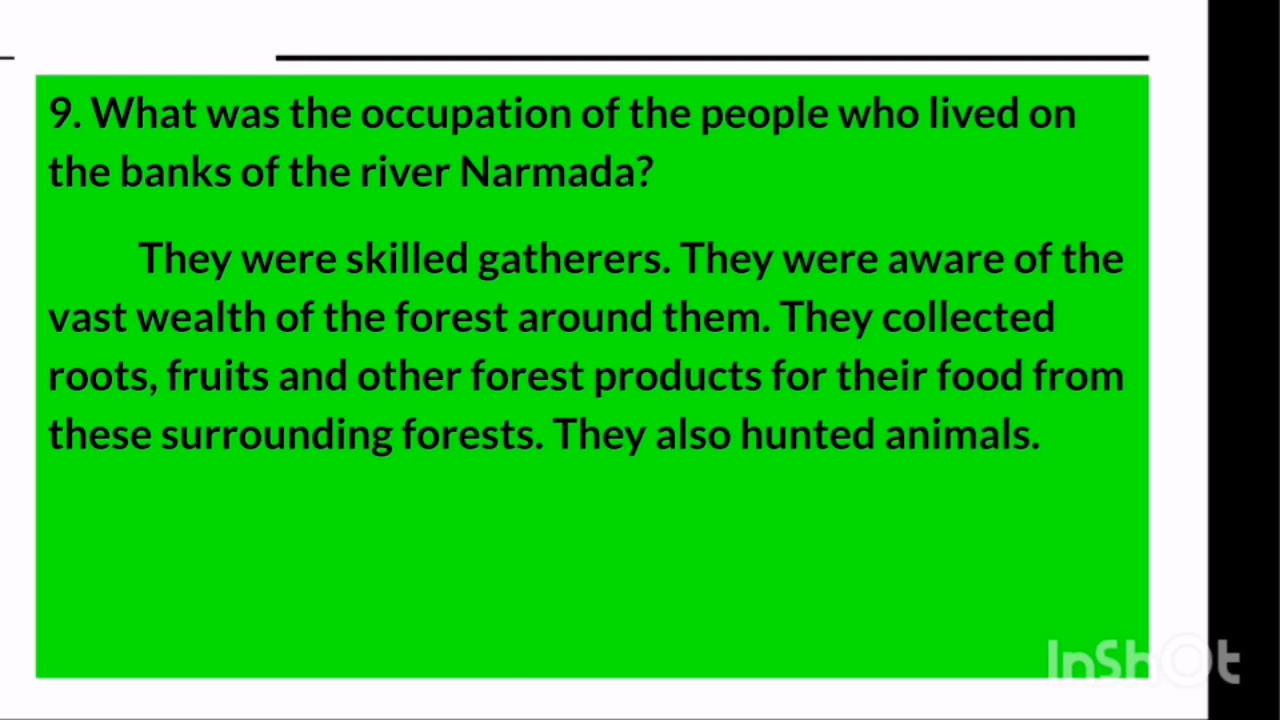 9. What was the occupation of the people who lived on
the banks of the river Narmada?
They were skilled gatherers. They were aware of the
vast wealth of the forest around them. They collected
roots, fruits and other forest products for their food from
these surrounding forests. They also hunted animals.
InShOt